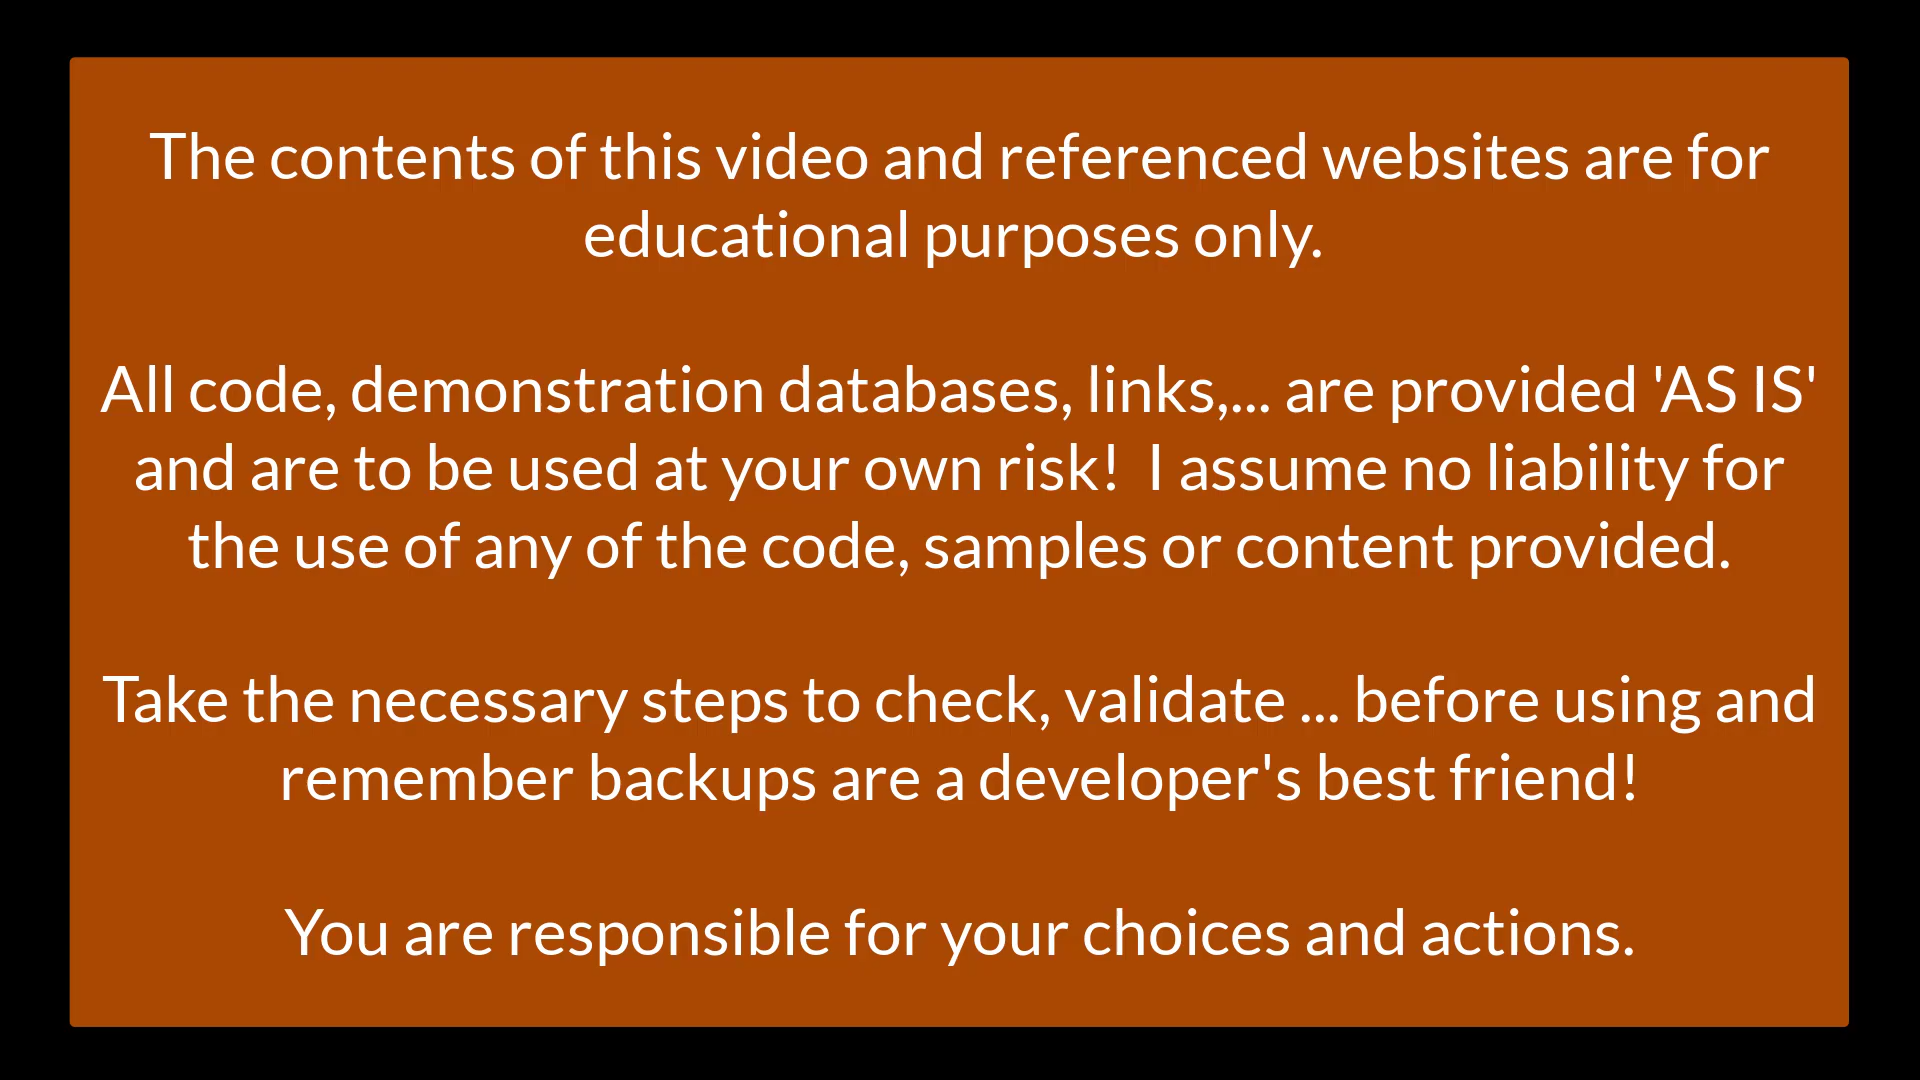 The contents of this video and referenced websites are for
educational purposes only.
All code, demonstration databases, links,... are provided 'AS IS'
and are to be used at your own risk!  I assume no liability for
the use of any of the code, samples or content provided.
Take the necessary steps to check, validate ... before using and
remember backups are a developer's best friend!
You are responsible for your choices and actions.